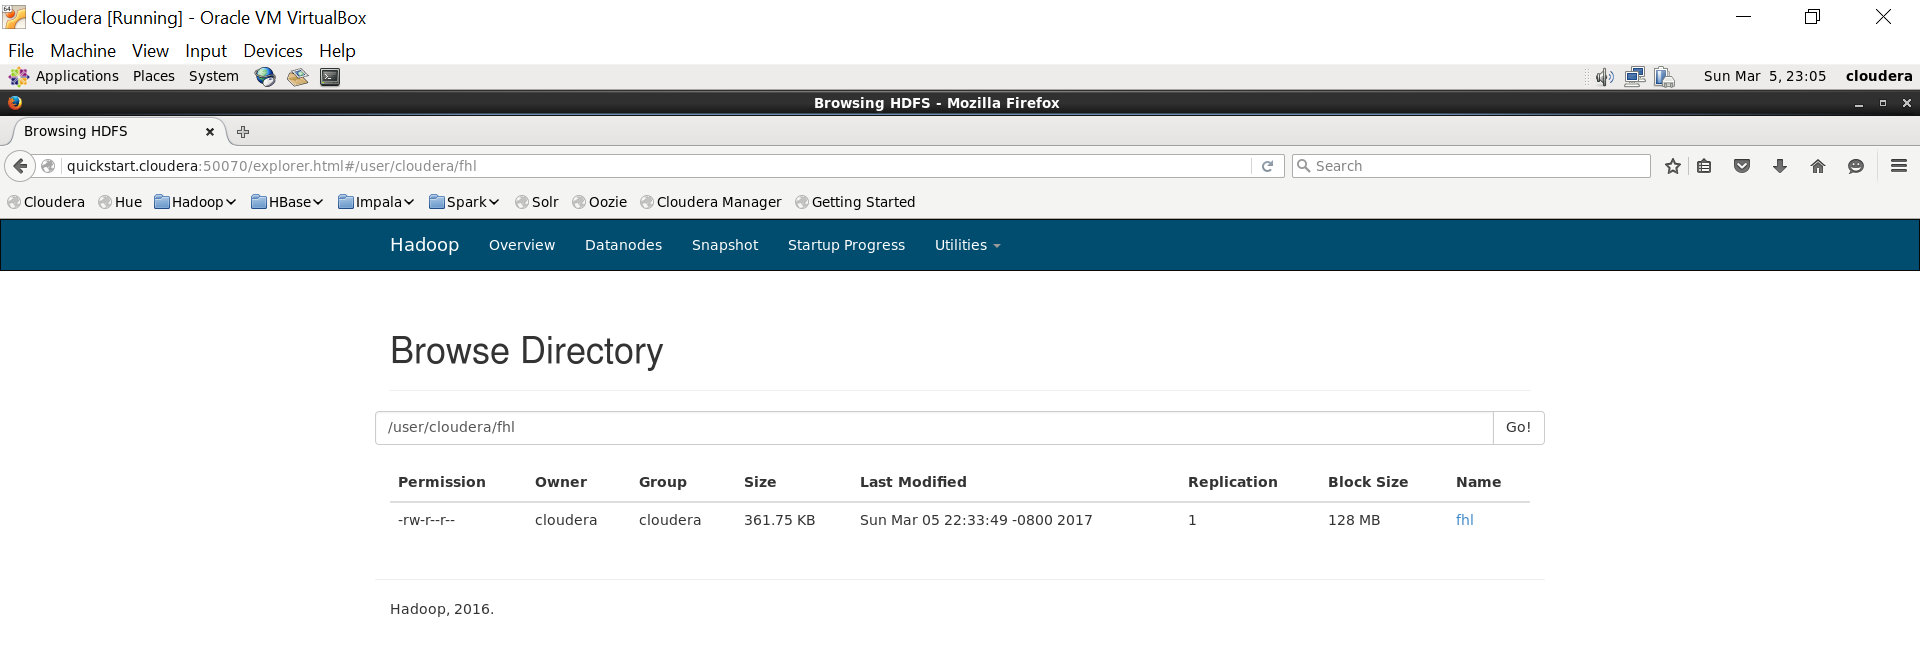 Cloudera [Running] - Oracle VM VirtualBox
File Machine View Input Devices Help
Applications Places System Sun Mar 5, 23:05 cloudera
Browsing HDFS - Mozilla Firefox
Browsing HDFS
quickstart.cloudera:50070/explorer.html#/user/cloudera/fhl Search
Cloudera Hue Hadoop HBase Impala Spark Solr Oozie Cloudera Manager Getting Started
Hadoop Overview Datanodes Snapshot Startup Progress Utilities
Browse Directory
/user/cloudera/fhl Go!
Permission Owner Group Size Last Modified Replication Block Size Name
-rw-r--r-- cloudera cloudera 361.75 KB Sun Mar 05 22:33:49 -0800 2017 1 128 MB fhl
Hadoop, 2016.